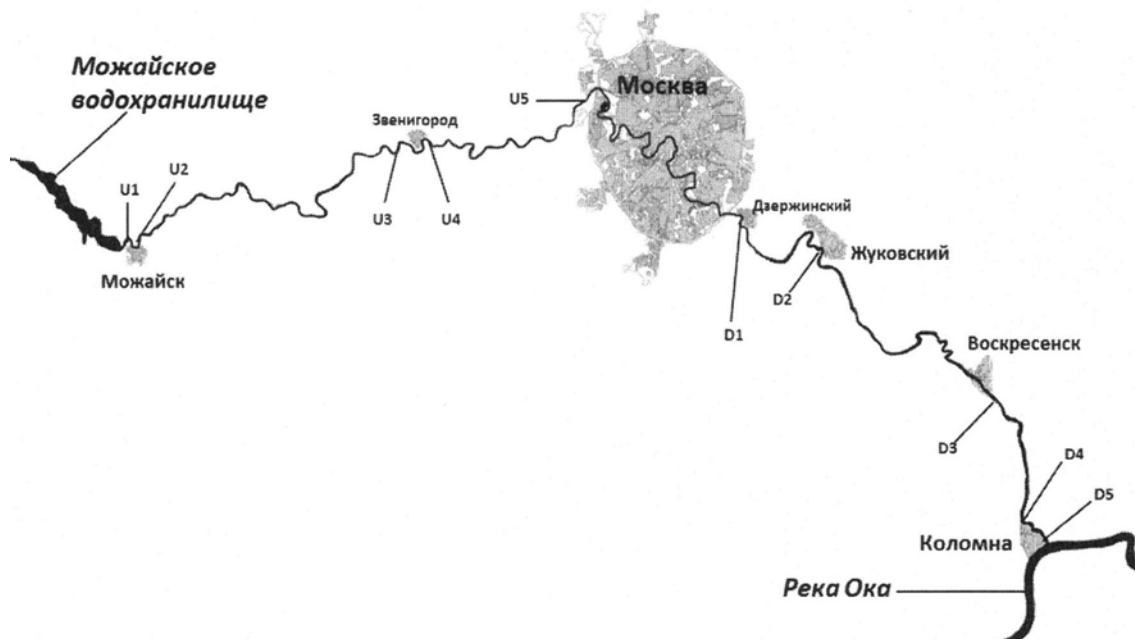 Можайское
водохранилище
Москва
U5
Звенигород
U1
U2
U3
U4
Можайск
Дзержинский
Жуковский
D1
D2
Воскресенск
D3
D4
D5
Коломна
Река Ока